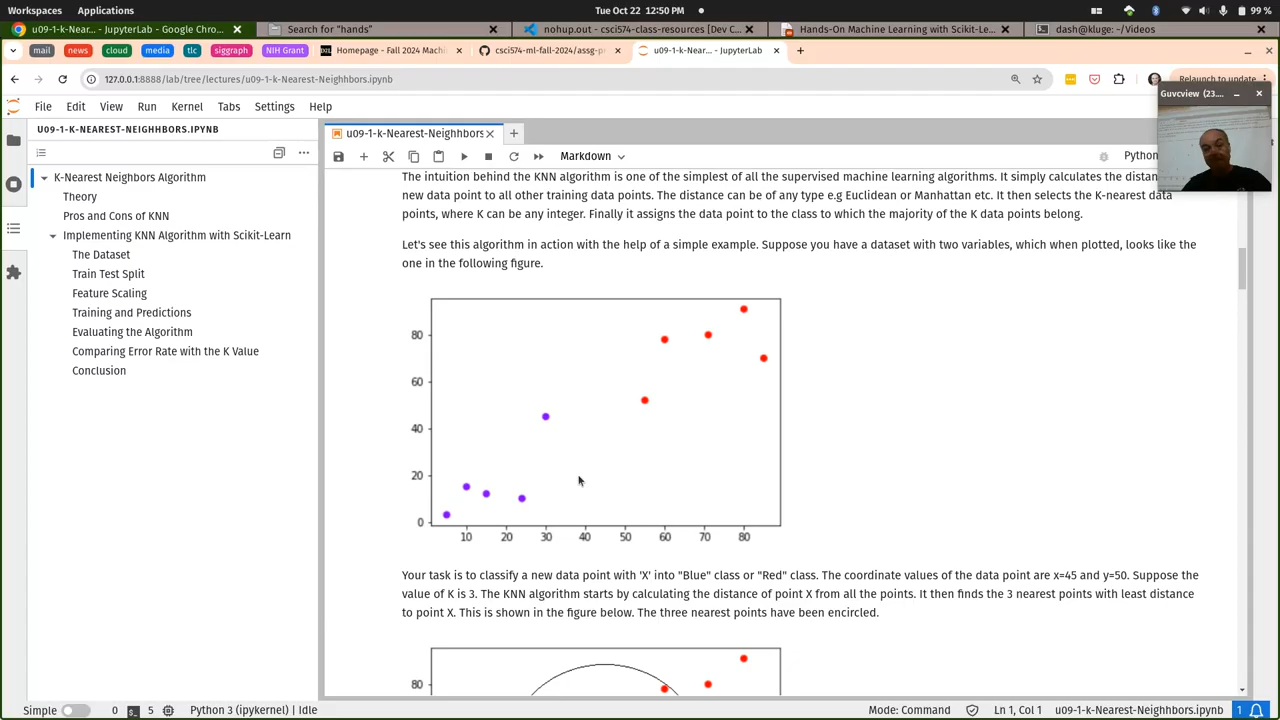 Workspaces Applications Tue Oct 22 12:50 PM 99 %
u09-1-k-Near... - JupyterLab - Google Chro... Search for “hands” nohup.out - csci574-class-resources [Dev C... Hands-On Machine Learning with Scikit-Le... dash@kluge: ~/Videos
mail news cloud media tlc siggraph NIH Grant Homepage - Fall 2024 Machi csci574-ml-fall-2024/assg-p u09-1-k-Near... - JupyterLab
127.0.0.1:8888/lab/tree/lectures/u09-1-k-Nearest-Neighhbors.ipynb Relaunch to update
Guvcview (23....
File Edit View Run Kernel Tabs Settings Help
U09-1-K-NEAREST-NEIGHHBORS.IPYNB
u09-1-k-Nearest-Neighhbors
Markdown
Python
K-Nearest Neighbors Algorithm
Theory
Pros and Cons of KNN
Implementing KNN Algorithm with Scikit-Learn
The Dataset
Train Test Split
Feature Scaling
Training and Predictions
Evaluating the Algorithm
Comparing Error Rate with the K Value
Conclusion
The intuition behind the KNN algorithm is one of the simplest of all the supervised machine learning algorithms. It simply calculates the distan
new data point to all other training data points. The distance can be of any type e.g Euclidean or Manhattan etc. It then selects the K-nearest data
points, where K can be any integer. Finally it assigns the data point to the class to which the majority of the K data points belong.
Let's see this algorithm in action with the help of a simple example. Suppose you have a dataset with two variables, which when plotted, looks like the
one in the following figure.
80
60
40
20
0
10 20 30 40 50 60 70 80
Your task is to classify a new data point with 'X' into "Blue" class or "Red" class. The coordinate values of the data point are x=45 and y=50. Suppose the
value of K is 3. The KNN algorithm starts by calculating the distance of point X from all the points. It then finds the 3 nearest points with least distance
to point X. This is shown in the figure below. The three nearest points have been encircled.
80
Simple 0 5 Python 3 (ipykernel) | Idle Mode: Command Ln 1, Col 1 u09-1-k-Nearest-Neighhbors.ipynb 1